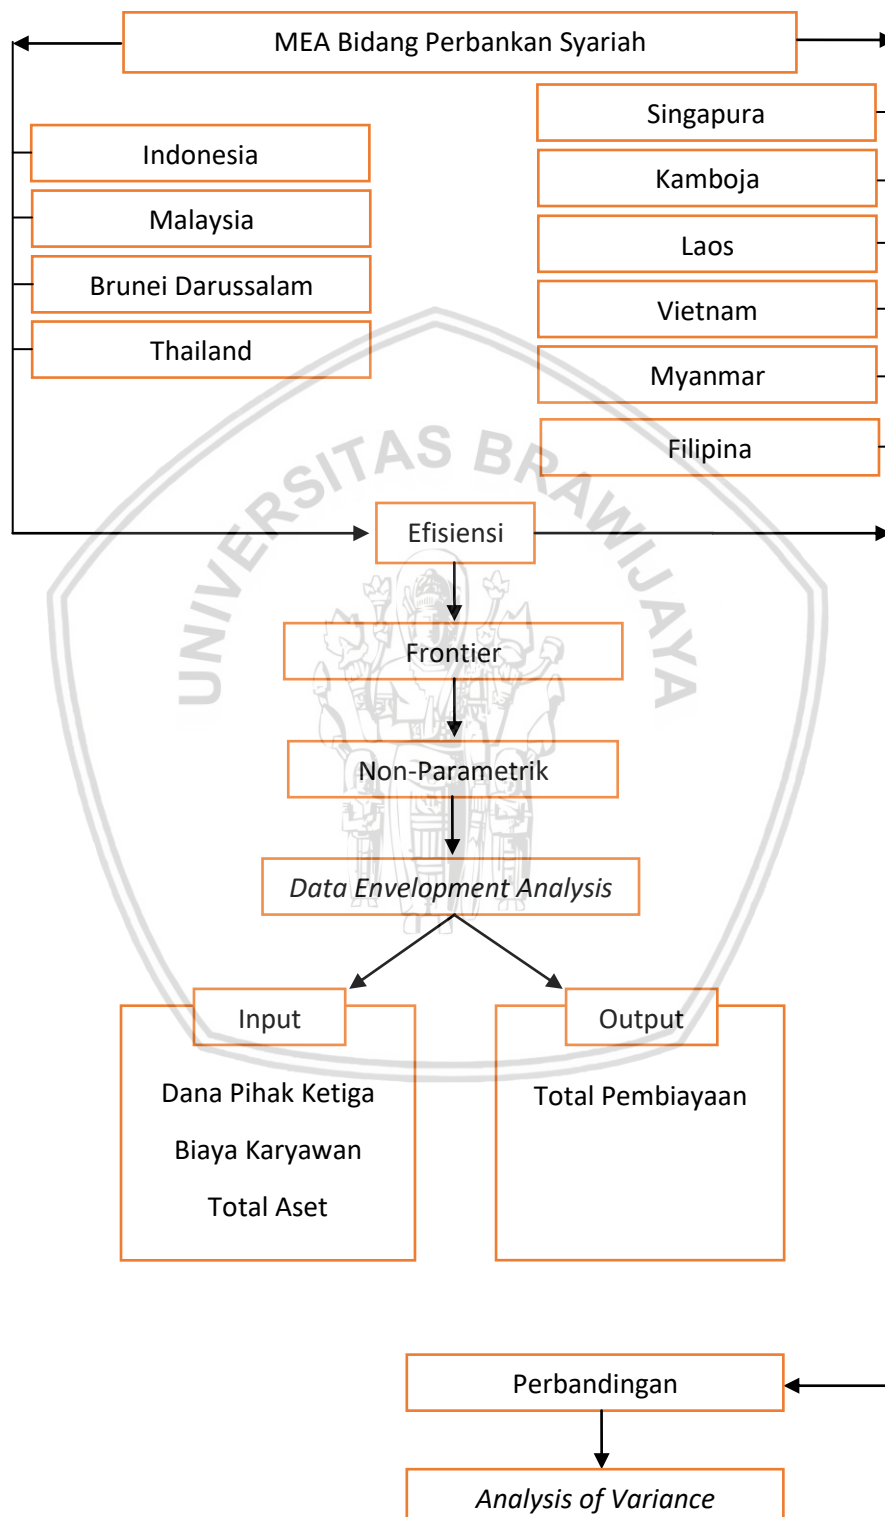 MEA Bidang Perbankan Syariah
Indonesia
Malaysia
Brunei Darussalam
Thailand
Singapura
Kamboja
Laos
Vietnam
Myanmar
Filipina
UNIVERSITAS BRAWIJAYA
Efisiensi
Frontier
Non-Parametrik
Data Envelopment Analysis
Input
Dana Pihak Ketiga
Biaya Karyawan
Total Aset
Output
Total Pembiayaan
Perbandingan
Analysis of Variance